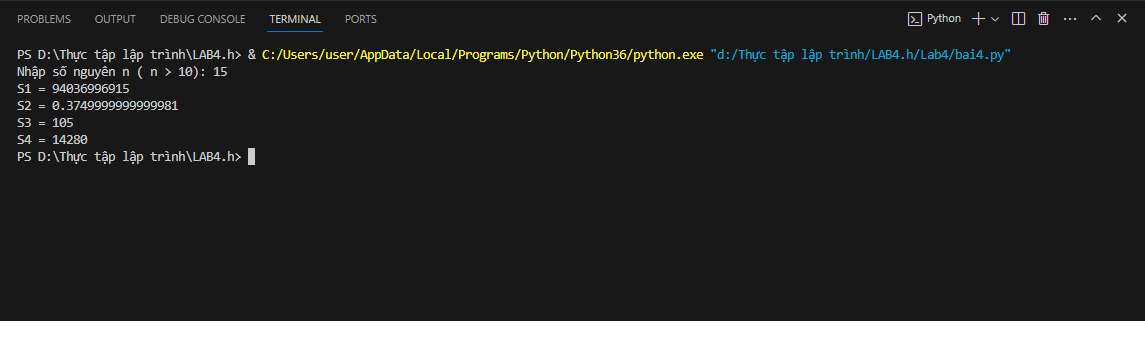 PROBLEMS OUTPUT DEBUG CONSOLE TERMINAL PORTS Python
PS D:\Thực tập lập trình\LAB4.h> & C:/Users/user/AppData/Local/Programs/Python/Python36/python.exe "d:/Thực tập lập trình/LAB4.h/Lab4/bai4.py"
Nhập số nguyên n ( n > 10): 15
S1 = 94036996915
S2 = 0.3749999999999981
S3 = 105
S4 = 14280
PS D:\Thực tập lập trình\LAB4.h>